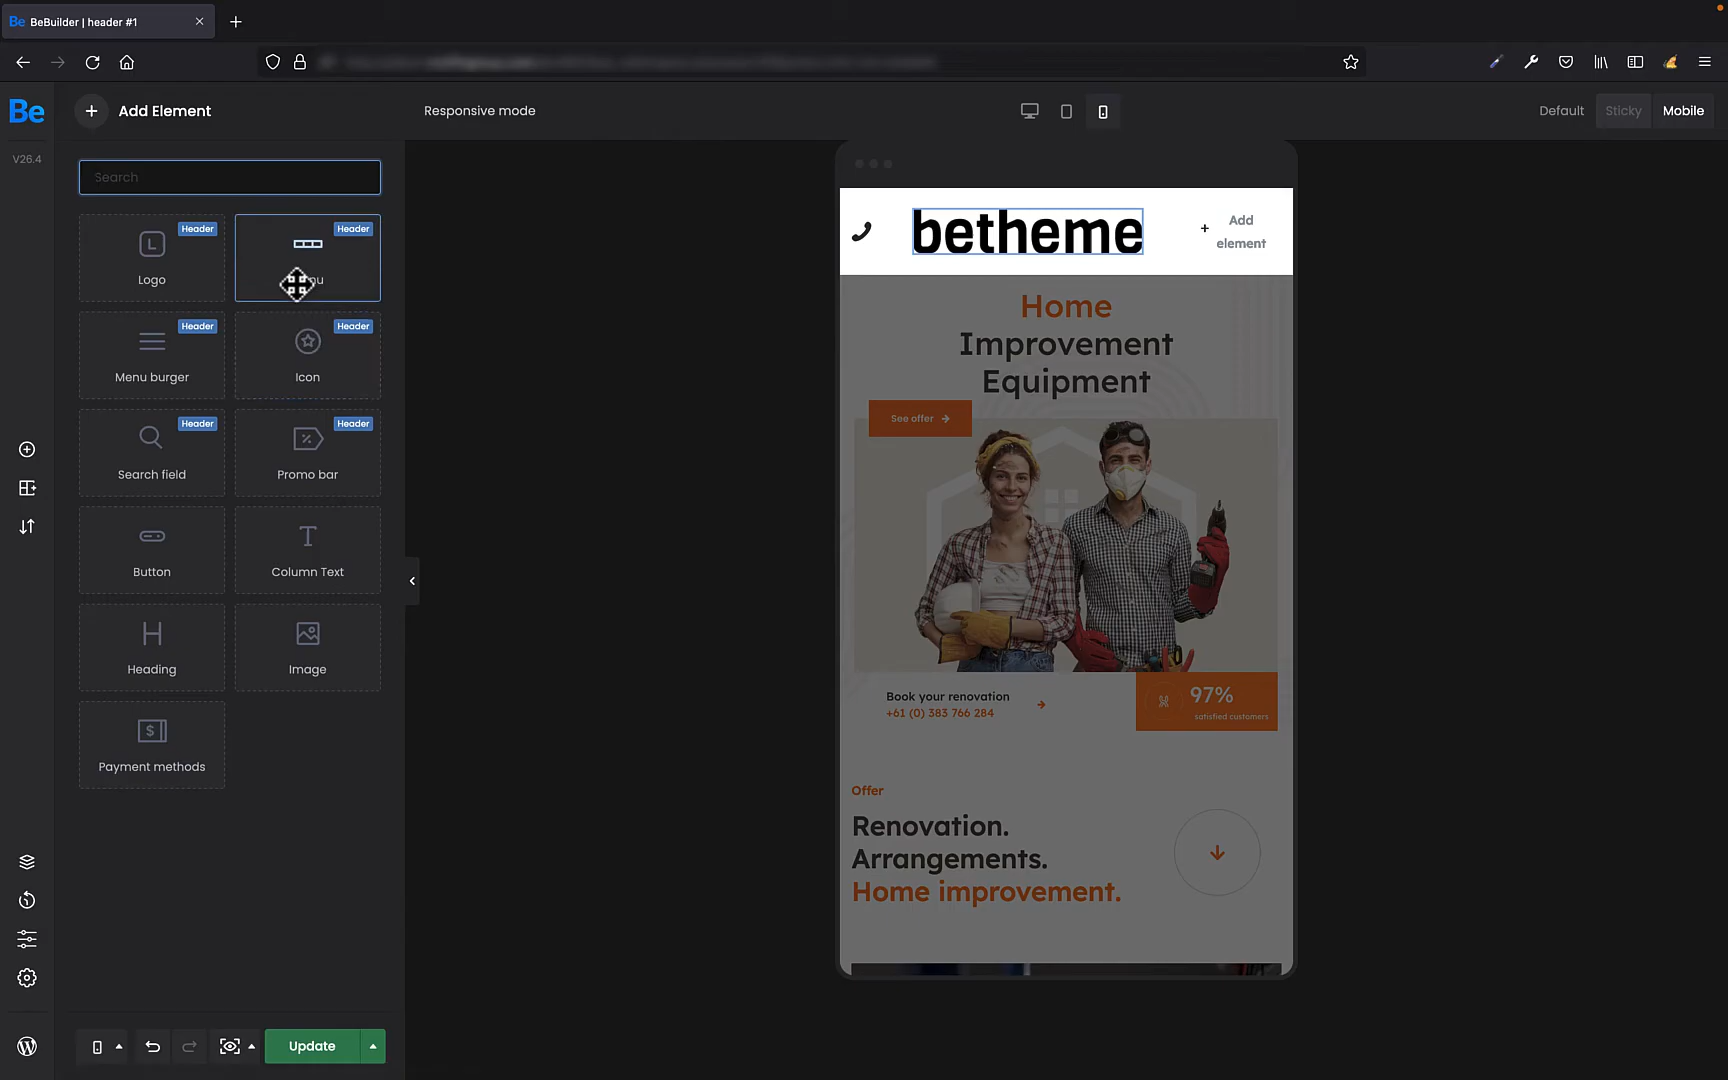 Be BeBuilder | header #1
Be
Add Element
Responsive mode
Default
Sticky
Mobile
V26.4
Search
Header
L
Logo
Header
Header
Menu burger
Header
Icon
Header
Search field
Header
Promo bar
Button
T
Column Text
H
Heading
Image
$
Payment methods
Update
betheme
+ Add
element
Home
Improvement
Equipment
See offer
Book your renovation
+61 (0) 383 766 284
97%
satisfied customers
Offer
Renovation.
Arrangements.
Home improvement.